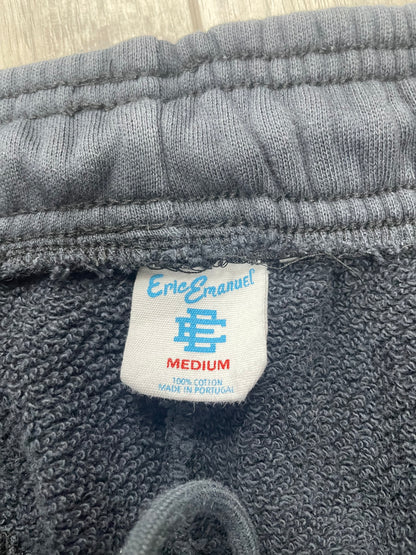 Eric Emanuel
EE
MEDIUM
100% COTTON
MADE IN PORTUGAL